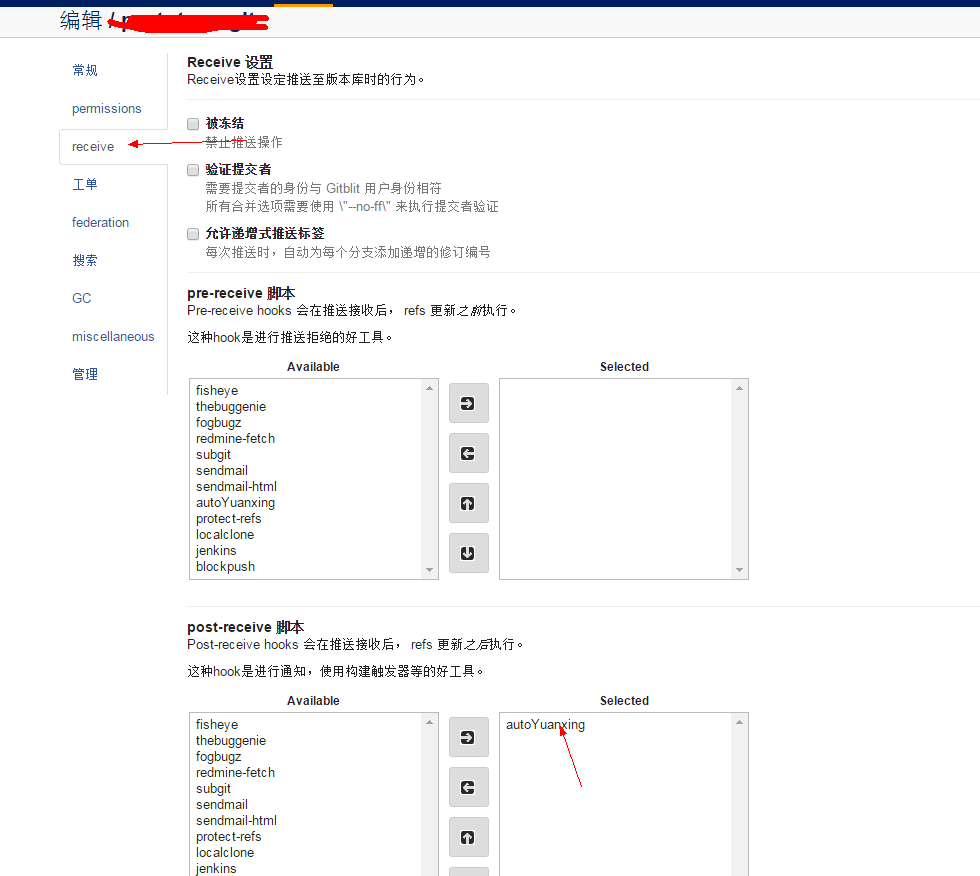 编辑 /
常规
permissions
receive
工单
federation
搜索
GC
miscellaneous
管理
Receive 设置
Receive设置设定推送至版本库时的行为。
被冻结
禁止推送操作
验证提交者
需要提交者的身份与 Gitblit 用户身份相符
所有合并选项需要使用 \"--no-ff\" 来执行提交者验证
允许递增式推送标签
每次推送时，自动为每个分支添加递增的修订编号
pre-receive 脚本
Pre-receive hooks 会在推送接收后， refs 更新之前执行。
这种hook是进行推送拒绝的好工具。
Available
fisheye
thebuggenie
fogbugz
redmine-fetch
subgit
sendmail
sendmail-html
autoYuanxing
protect-refs
localclone
jenkins
blockpush
Selected
post-receive 脚本
Post-receive hooks 会在推送接收后， refs 更新之后执行。
这种hook是进行通知，使用构建触发器等的好工具。
Available
fisheye
thebuggenie
fogbugz
redmine-fetch
subgit
sendmail
sendmail-html
protect-refs
localclone
jenkins
Selected
autoYuanxing